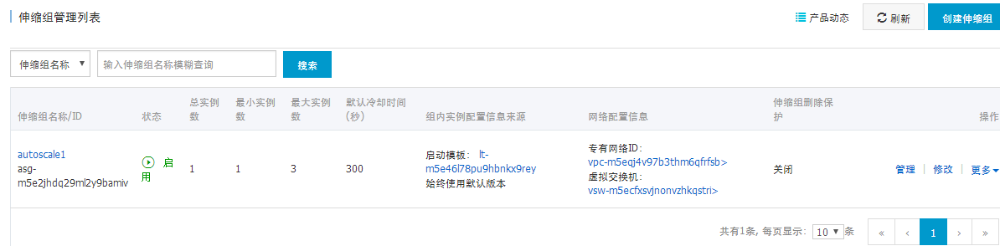 伸缩组管理列表
产品动态
刷新
创建伸缩组
伸缩组名称
输入伸缩组名称模糊查询
搜索
伸缩组名称/ID
状态
总实例
数
最小实例
数
最大实例
数
默认冷却时间
(秒)
组内实例配置信息来源
网络配置信息
伸缩组删除保
护
操作
autoscale1
asg-
m5e2jhdq29ml2y9bamiv
启
用
1
1
3
300
启动模板： lt-
m5e46l78pu9hbnkx9rey
始终使用默认版本
专有网络ID：
vpc-m5eqjr4v97b3thm6qfrfsb>
虚拟交换机：
vsw-m5ecfxsvjnonvzhkqstri>
关闭
管理 | 修改 | 更多
共有1条, 每页显示： 10 条
« ‹ 1 › »